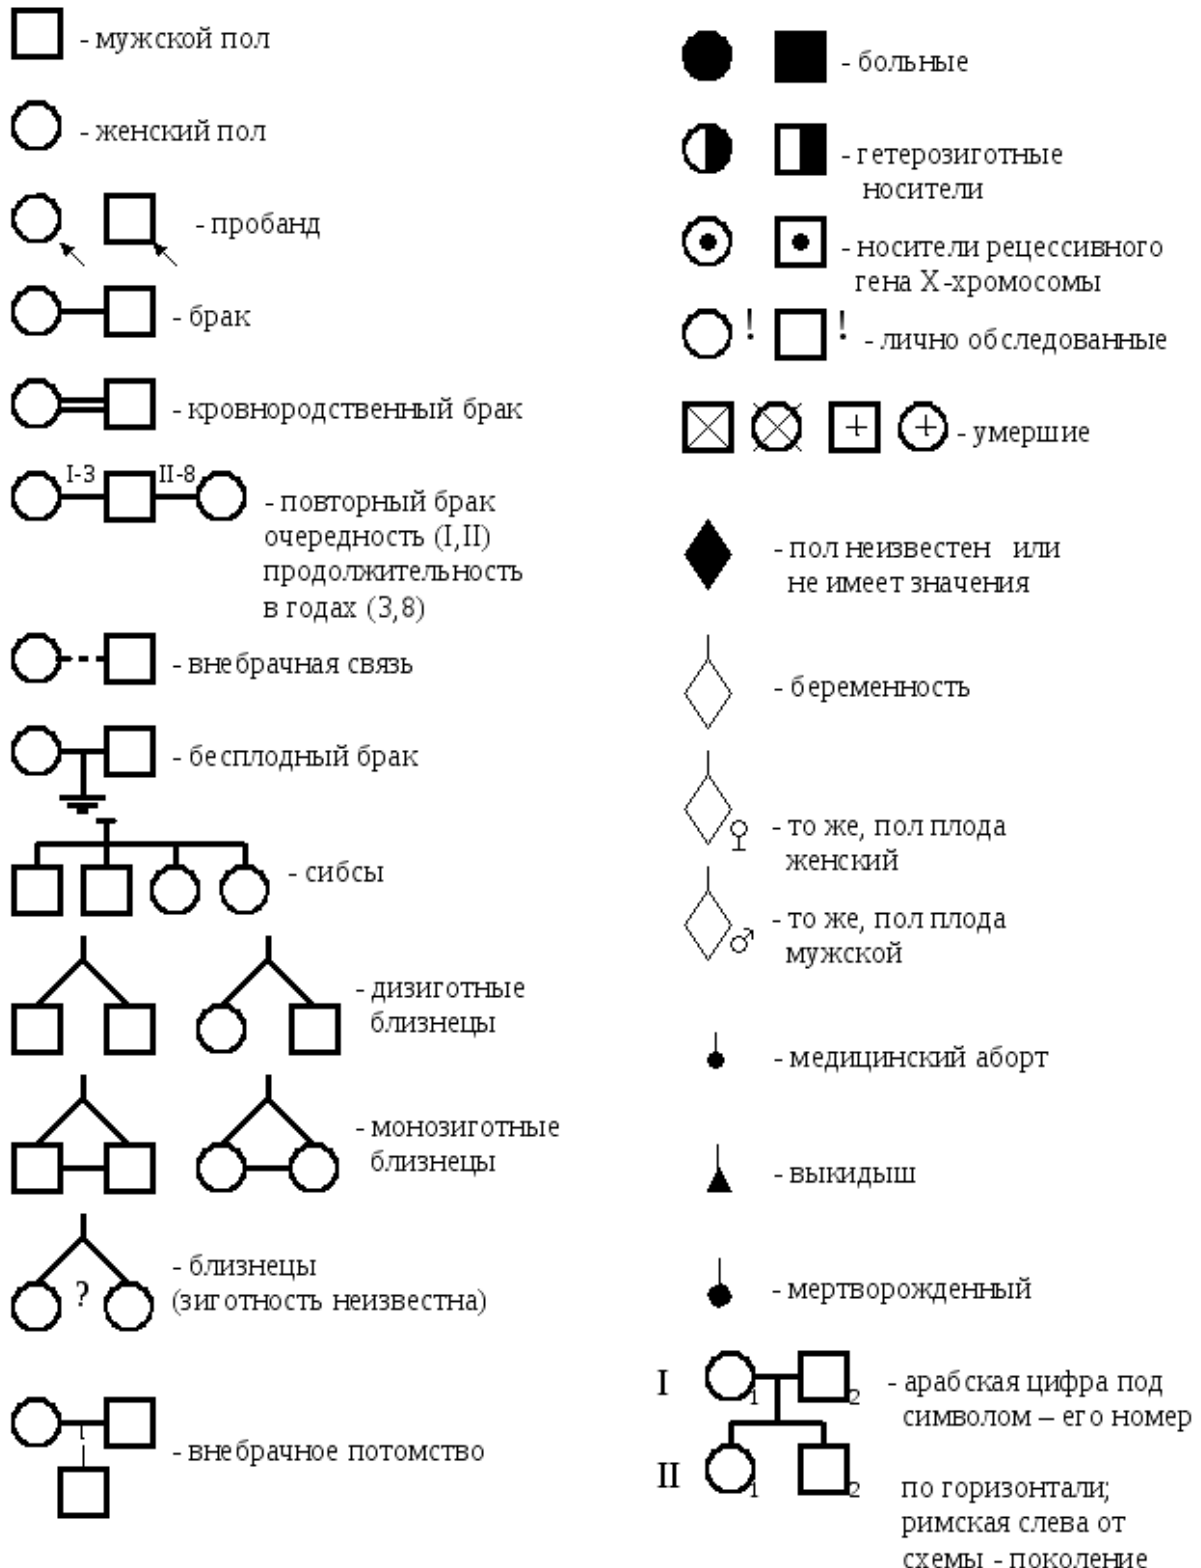 - мужской пол
- женский пол
- пробанд
- брак
- кровнородственный брак
I-3 II-8
- повторный брак
очередность (I,II)
продолжительность
в годах (3,8)
- внебрачная связь
- бесплодный брак
- сибсы
- дизиготные
близнецы
- монозиготные
близнецы
?
- близнецы
(зиготность неизвестна)
- внебрачное потомство
- больные
- гетерозиготные
носители
- носители рецессивного
гена X-хромосомы
! !
- лично обследованные
- умершие
- пол неизвестен или
не имеет значения
- беременность
- то же, пол плода
женский
- то же, пол плода
мужской
- медицинский аборт
- выкидыш
- мертворожденный
I 1 2
- арабская цифра под
символом – его номер
II 1 2
по горизонтали;
римская слева от
схемы - поколение